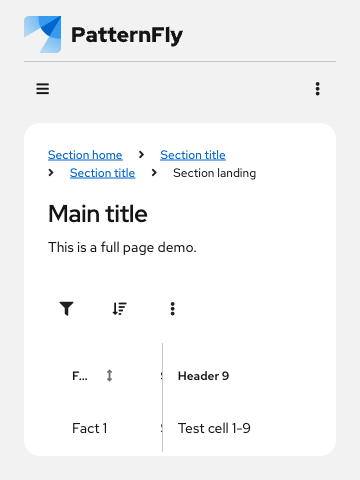 PatternFly
Section home Section title
Section title Section landing
Main title
This is a full page demo.
F... Header 9
Fact 1 Test cell 1-9